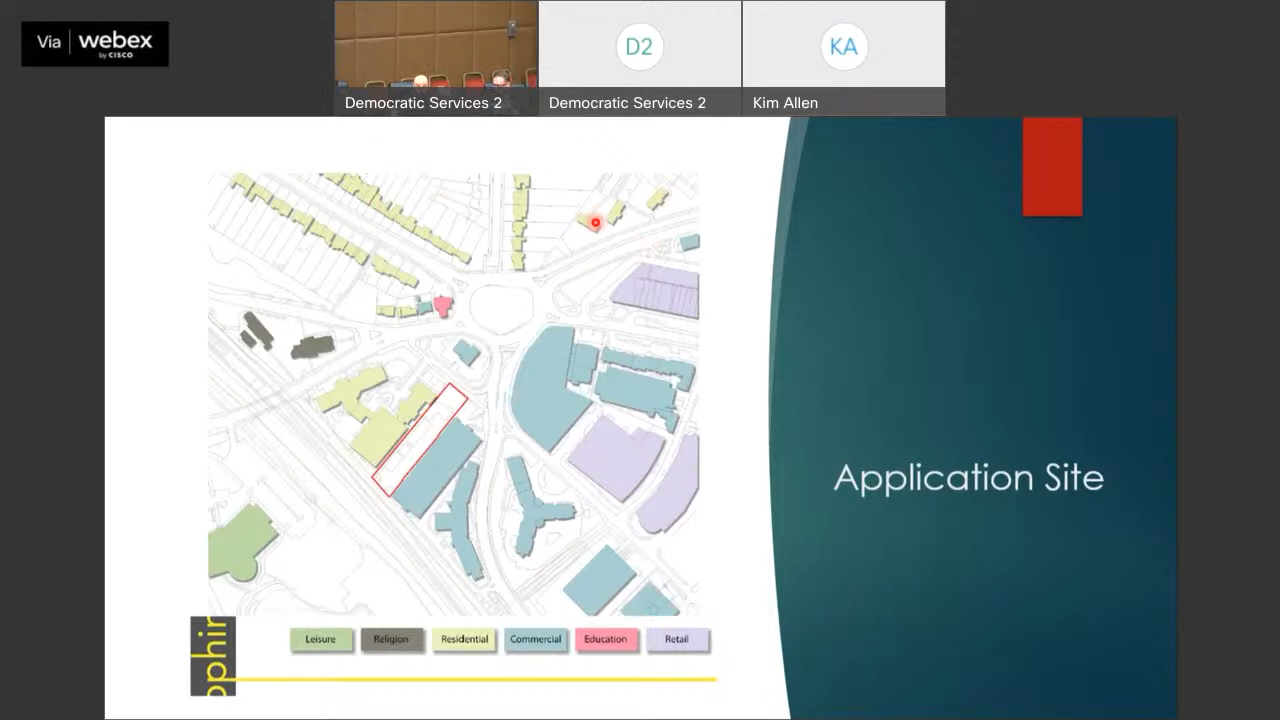 Via webex
by CISCO
D2
KA
Democratic Services 2
Democratic Services 2
Kim Allen
Application Site
ophir
Leisure
Religion
Residential
Commercial
Education
Retail